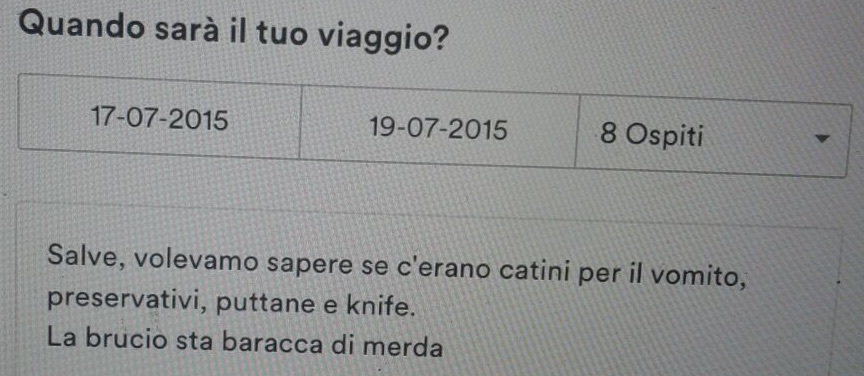 Quando sarà il tuo viaggio?
17-07-2015 19-07-2015 8 Ospiti
Salve, volevamo sapere se c'erano catini per il vomito,
preservativi, puttane e knife.
La brucio sta baracca di merda